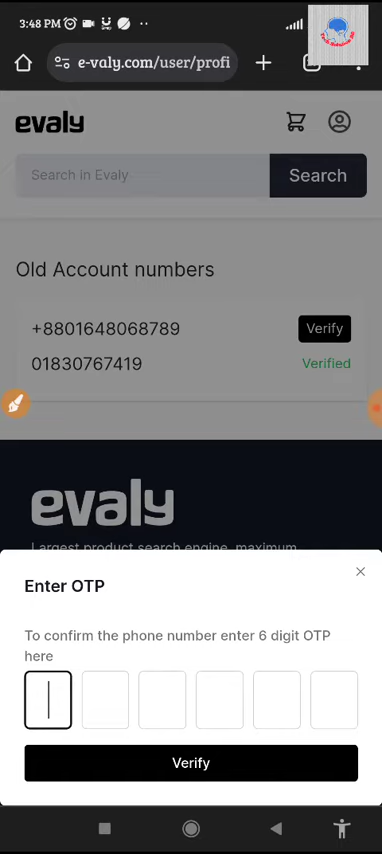 3:48 PM
e-valy.com/user/profi
evaly
Search in Evaly
Search
Old Account numbers
+8801648068789
Verify
01830767419
Verified
evaly
Largest product search engine, maximum
Enter OTP
To confirm the phone number enter 6 digit OTP
here
Verify